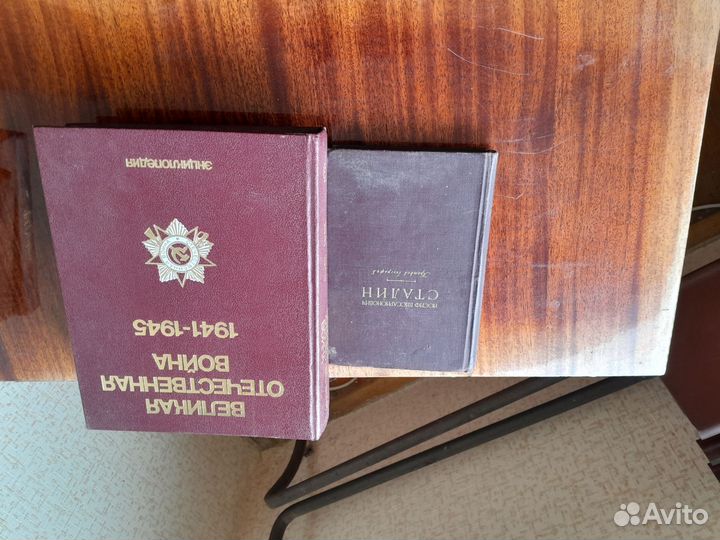 ВЕЛИКАЯ
ОТЕЧЕСТВЕННАЯ
ВОЙНА
1941-1945
ЭНЦИКЛОПЕДИЯ
ИОСИФ ВИССАРИОНОВИЧ
СТАЛИН
Краткая биография
Avito